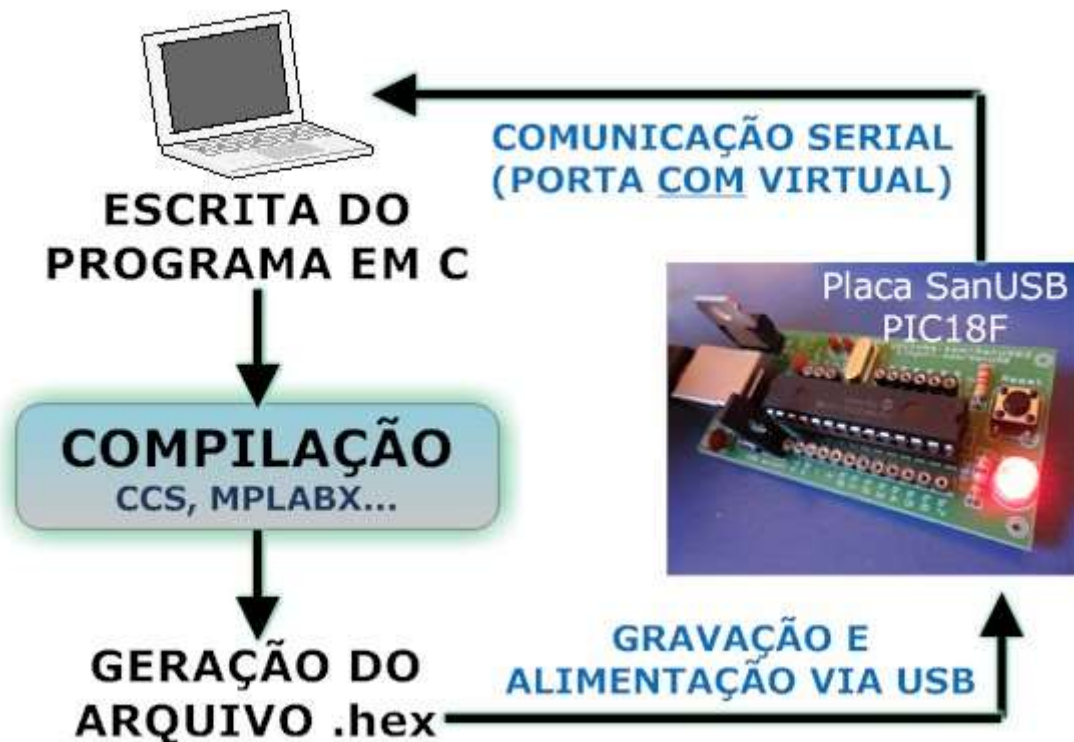 COMUNICAÇÃO SERIAL
(PORTA COM VIRTUAL)
ESCRITA DO
PROGRAMA EM C
Placa SanUSB
PIC18F
COMPILAÇÃO
CCS, MPLABX...
GRAVAÇÃO E
ALIMENTAÇÃO VIA USB
GERAÇÃO DO
ARQUIVO .hex